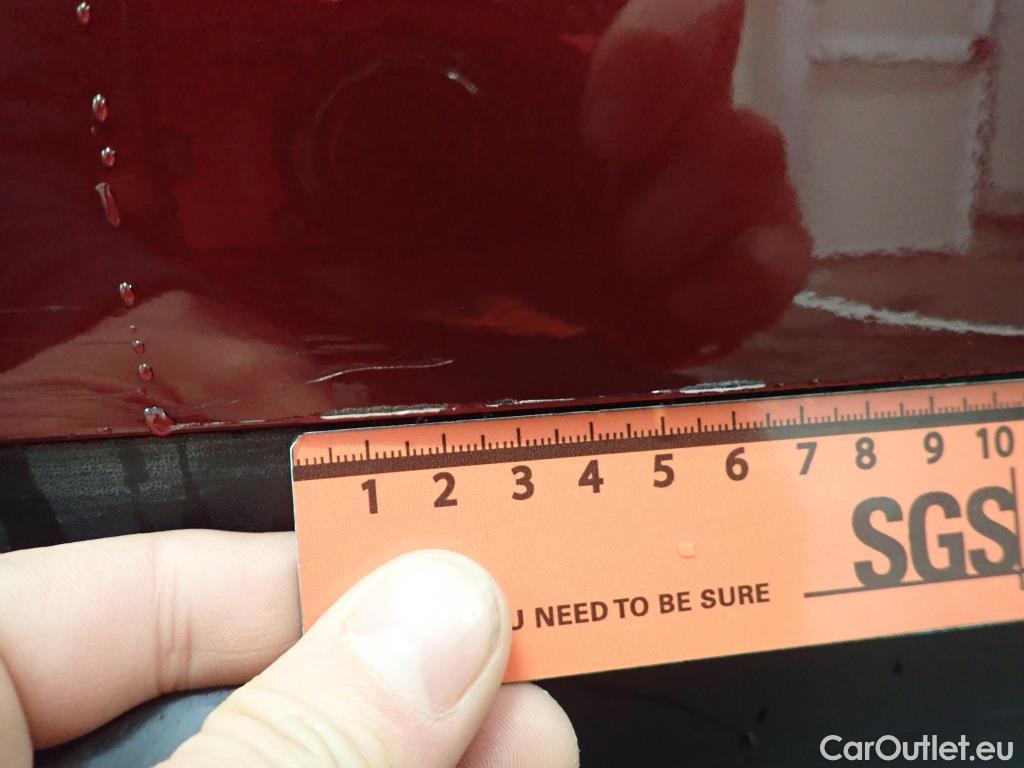 1 2 3 4 5 6 7 8 9 10
SGS
U NEED TO BE SURE
CarOutlet.eu